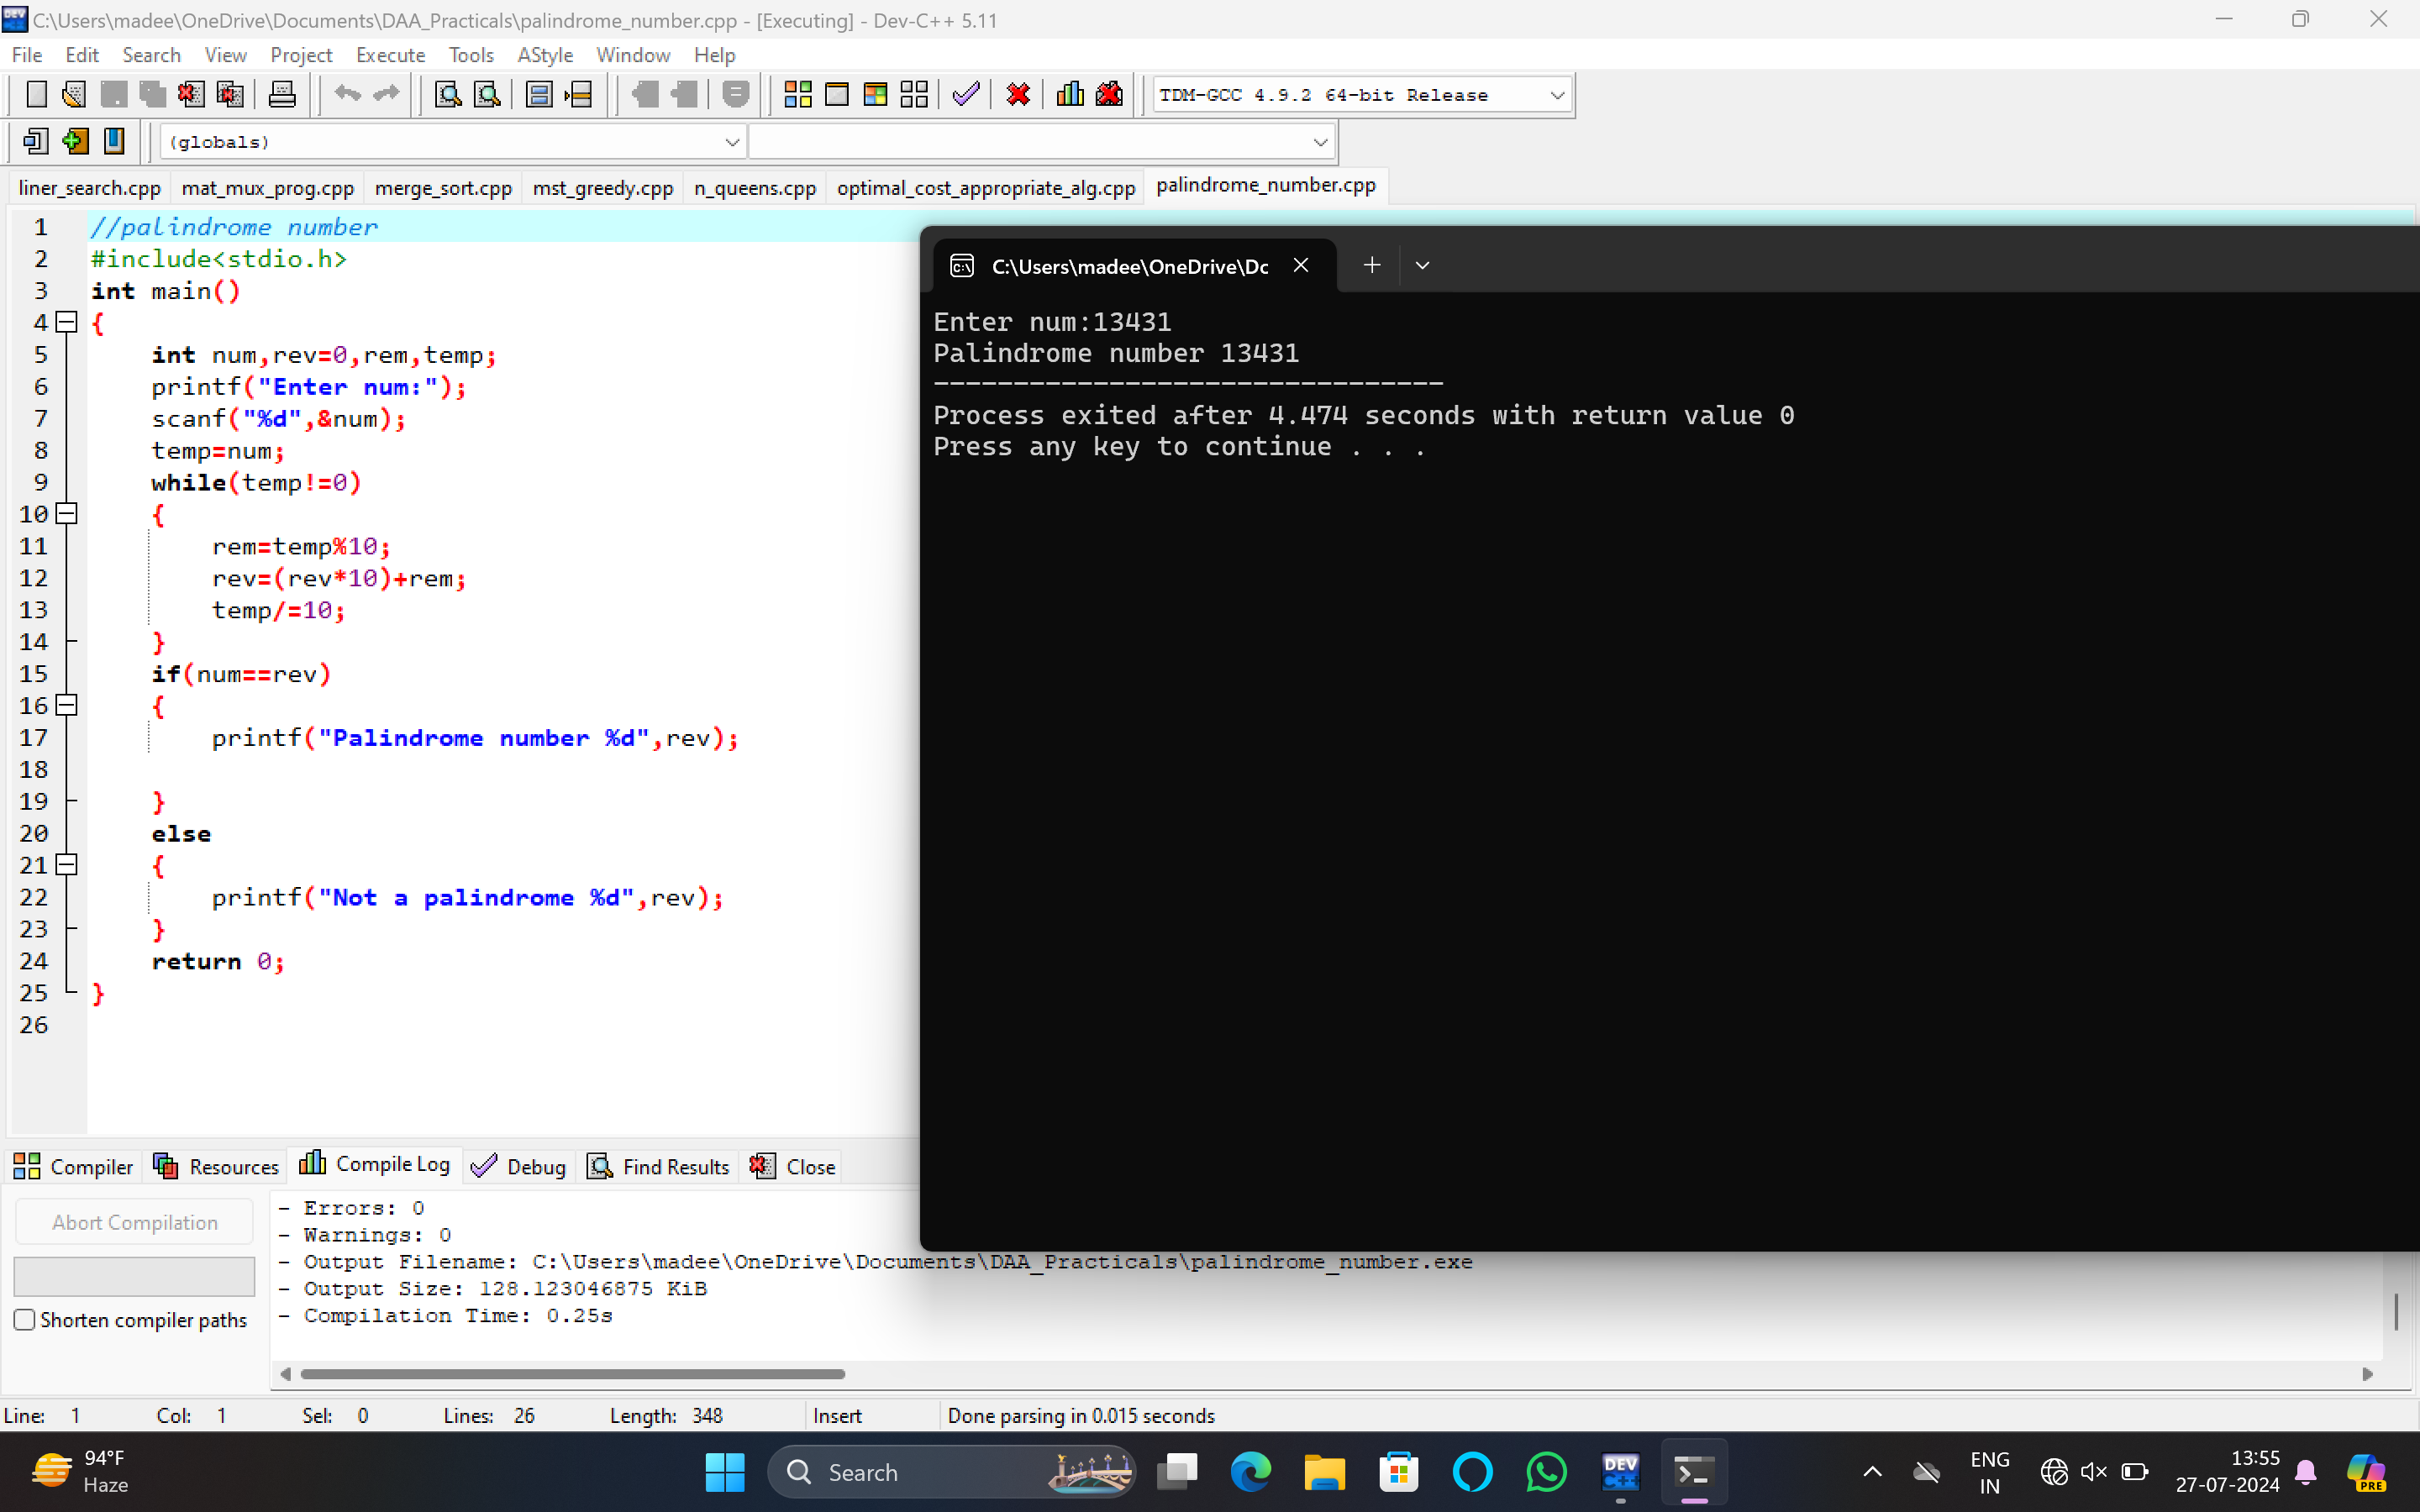 C:\Users\madee\OneDrive\Documents\DAA_Practicals\palindrome_number.cpp - [Executing] - Dev-C++ 5.11
File Edit Search View Project Execute Tools AStyle Window Help
TDM-GCC 4.9.2 64-bit Release
(globals)
liner_search.cpp mat_mux_prog.cpp merge_sort.cpp mst_greedy.cpp n_queens.cpp optimal_cost_appropriate_alg.cpp palindrome_number.cpp
1 //palindrome number
2 #include<stdio.h>
3 int main()
4 {
5 int num,rev=0,rem,temp;
6 printf("Enter num:");
7 scanf("%d",&num);
8 temp=num;
9 while(temp!=0)
10 {
11 rem=temp%10;
12 rev=(rev*10)+rem;
13 temp/=10;
14 }
15 if(num==rev)
16 {
17 printf("Palindrome number %d",rev);
18
19 }
20 else
21 {
22 printf("Not a palindrome %d",rev);
23 }
24 return 0;
25 }
26
C:\Users\madee\OneDrive\Dc
Enter num:13431
Palindrome number 13431
--------------------------------
Process exited after 4.474 seconds with return value 0
Press any key to continue . . .
Compiler Resources Compile Log Debug Find Results Close
Abort Compilation
Shorten compiler paths
- Errors: 0
- Warnings: 0
- Output Filename: C:\Users\madee\OneDrive\Documents\DAA_Practicals\palindrome_number.exe
- Output Size: 128.123046875 KiB
- Compilation Time: 0.25s
Line: 1 Col: 1 Sel: 0 Lines: 26 Length: 348 Insert Done parsing in 0.015 seconds
94°F
Haze
Search
DEV
ENG
IN
13:55
27-07-2024
PRE